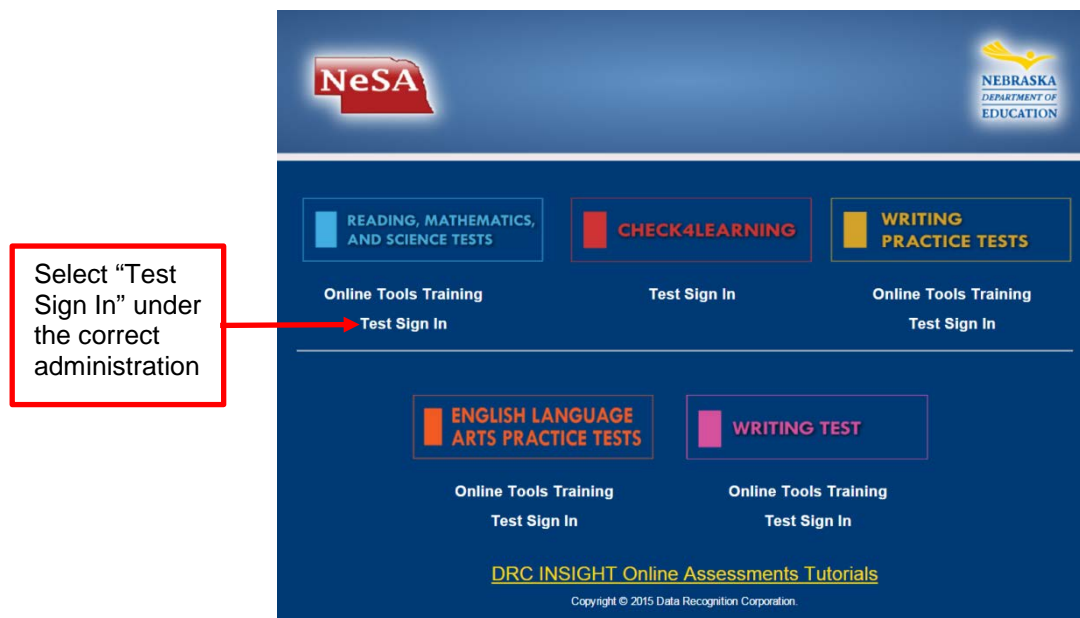 NeSA
NEBRASKA
DEPARTMENT OF
EDUCATION
READING, MATHEMATICS,
AND SCIENCE TESTS
CHECK4LEARNING
WRITING
PRACTICE TESTS
Select “Test
Sign In” under
the correct
administration
Online Tools Training
Test Sign In
Test Sign In
Online Tools Training
Test Sign In
ENGLISH LANGUAGE
ARTS PRACTICE TESTS
WRITING TEST
Online Tools Training
Test Sign In
Online Tools Training
Test Sign In
DRC INSIGHT Online Assessments Tutorials
Copyright © 2015 Data Recognition Corporation.